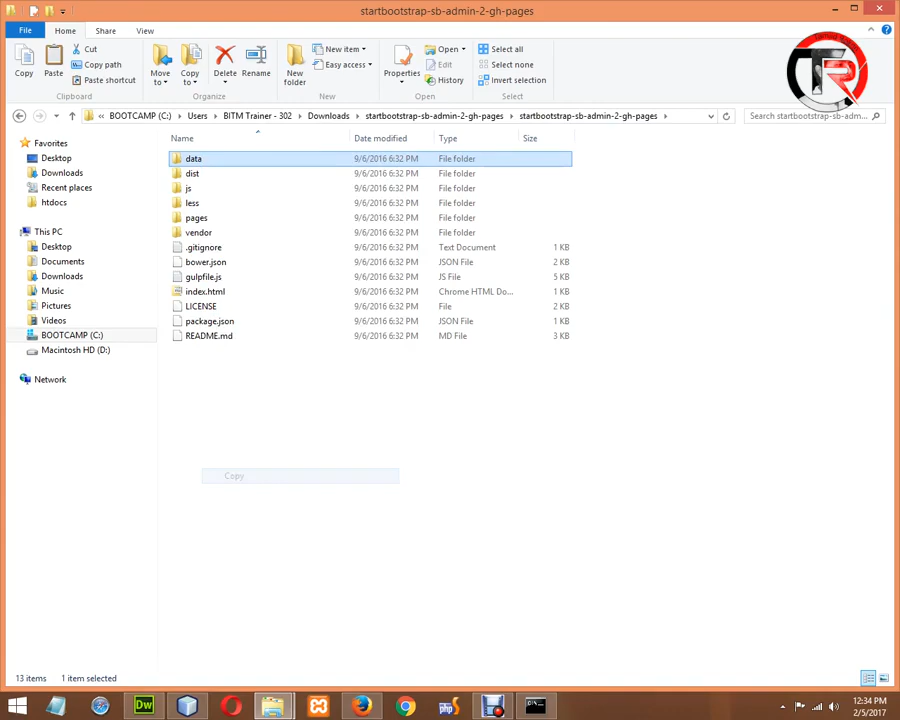 startbootstrap-sb-admin-2-gh-pages
File Home Share View
Copy
Paste
Cut
Copy path
Paste shortcut
Clipboard
Move to
Copy to
Delete
Rename
Organize
New folder
New item
Easy access
New
Properties
Open
Edit
History
Open
Select all
Select none
Invert selection
Select
TR
« BOOTCAMP (C:) Users BITM Trainer - 302 Downloads startbootstrap-sb-admin-2-gh-pages startbootstrap-sb-admin-2-gh-pages
Search startbootstrap-sb-adm...
Favorites
Desktop
Downloads
Recent places
htdocs
This PC
Desktop
Documents
Downloads
Music
Pictures
Videos
BOOTCAMP (C:)
Macintosh HD (D:)
Network
Name Date modified Type Size
data 9/6/2016 6:32 PM File folder
dist 9/6/2016 6:32 PM File folder
js 9/6/2016 6:32 PM File folder
less 9/6/2016 6:32 PM File folder
pages 9/6/2016 6:32 PM File folder
vendor 9/6/2016 6:32 PM File folder
.gitignore 9/6/2016 6:32 PM Text Document 1 KB
bower.json 9/6/2016 6:32 PM JSON File 2 KB
gulpfile.js 9/6/2016 6:32 PM JS File 5 KB
index.html 9/6/2016 6:32 PM Chrome HTML Do... 1 KB
LICENSE 9/6/2016 6:32 PM File 2 KB
package.json 9/6/2016 6:32 PM JSON File 1 KB
README.md 9/6/2016 6:32 PM MD File 3 KB
Copy
13 items 1 item selected
Dw
php
12:34 PM
2/5/2017